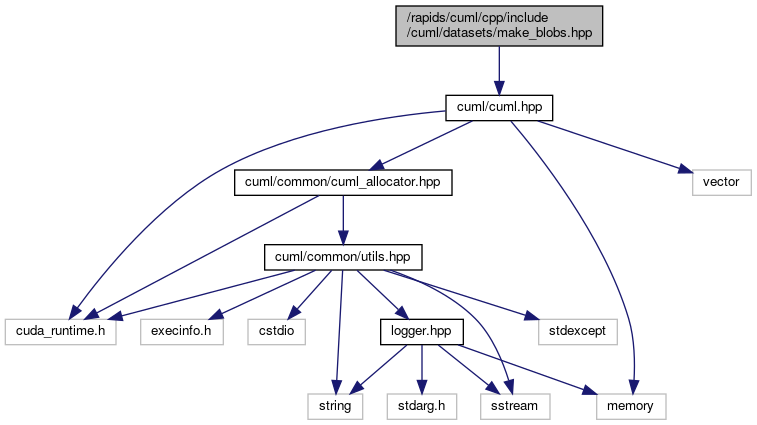 /rapids/cuml/cpp/include
/cuml/datasets/make_blobs.hpp
cuml/cuml.hpp
cuml/common/cuml_allocator.hpp
vector
cuml/common/utils.hpp
cuda_runtime.h
execinfo.h
cstdio
logger.hpp
stdexcept
string
stdarg.h
sstream
memory